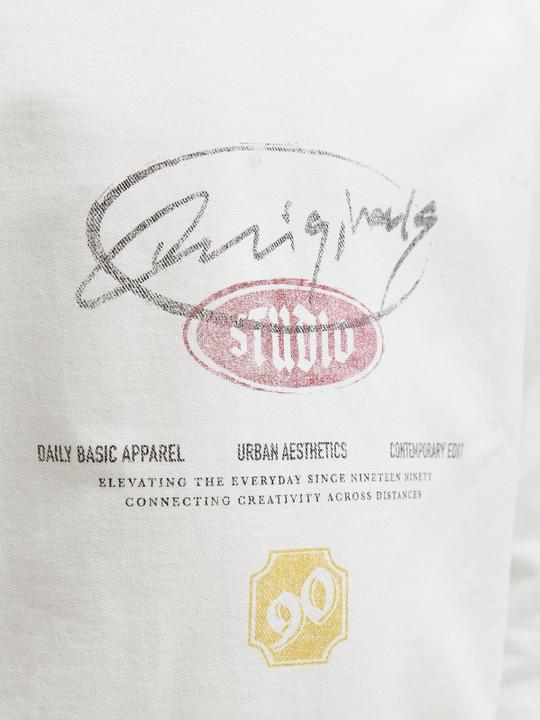 Originals
STUDIO
DAILY BASIC APPAREL URBAN AESTHETICS CONTEMPORARY EDIT
ELEVATING THE EVERYDAY SINCE NINETEEN NINETY
CONNECTING CREATIVITY ACROSS DISTANCES
90